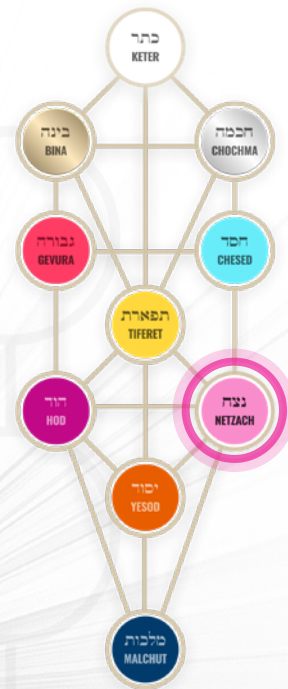 כתר
KETER
בינה
BINA
חכמה
CHOCHMA
גבורה
GEVURA
חסד
CHESED
תפארת
TIFERET
הוד
HOD
נצח
NETZACH
יסוד
YESOD
מלכות
MALCHUT